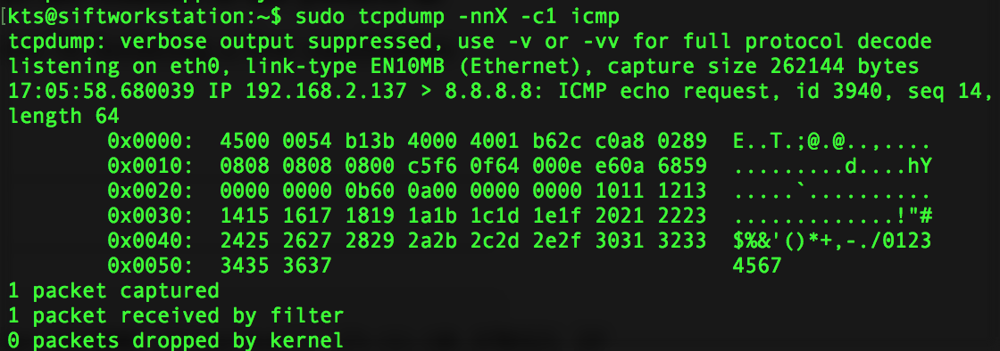 [kts@siftworkstation:~$ sudo tcpdump -nnX -c1 icmp
tcpdump: verbose output suppressed, use -v or -vv for full protocol decode
listening on eth0, link-type EN10MB (Ethernet), capture size 262144 bytes
17:05:58.680039 IP 192.168.2.137 > 8.8.8.8: ICMP echo request, id 3940, seq 14,
length 64
0x0000:  4500 0054 b13b 4000 4001 b62c c0a8 0289  E..T.;@.@..,....
0x0010:  0808 0808 0800 c5f6 0f64 000e e60a 6859  .........d....hY
0x0020:  0000 0000 0b60 0a00 0000 0000 1011 1213  .....`..........
0x0030:  1415 1617 1819 1a1b 1c1d 1e1f 2021 2223  .............!"#
0x0040:  2425 2627 2829 2a2b 2c2d 2e2f 3031 3233  $%&'()*+,-./0123
0x0050:  3435 3637                                4567
1 packet captured
1 packet received by filter
0 packets dropped by kernel